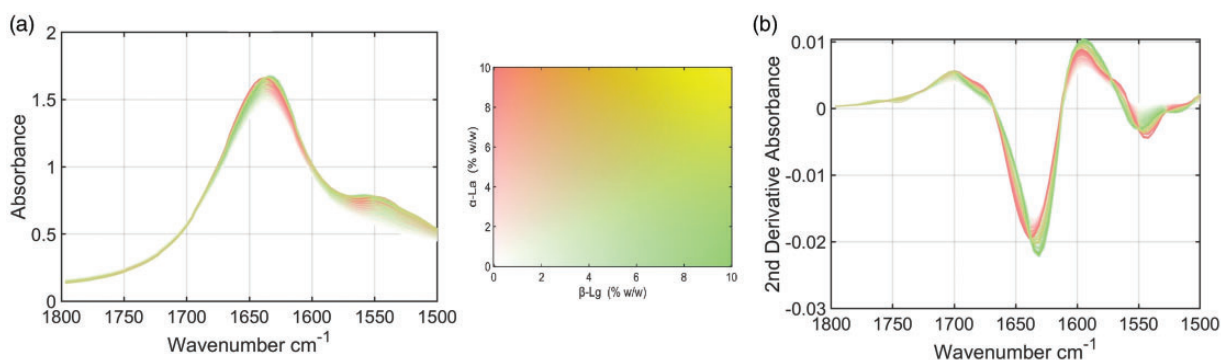 (a)
2
1.5
1
0.5
0
Absorbance
1800 1750 1700 1650 1600 1550 1500
Wavenumber cm-1
10
8
6
4
2
0
α-La (% w/w)
0 2 4 6 8 10
β-Lg (% w/w)
(b)
0.01
0
-0.01
-0.02
-0.03
2nd Derivative Absorbance
1800 1750 1700 1650 1600 1550 1500
Wavenumber cm-1